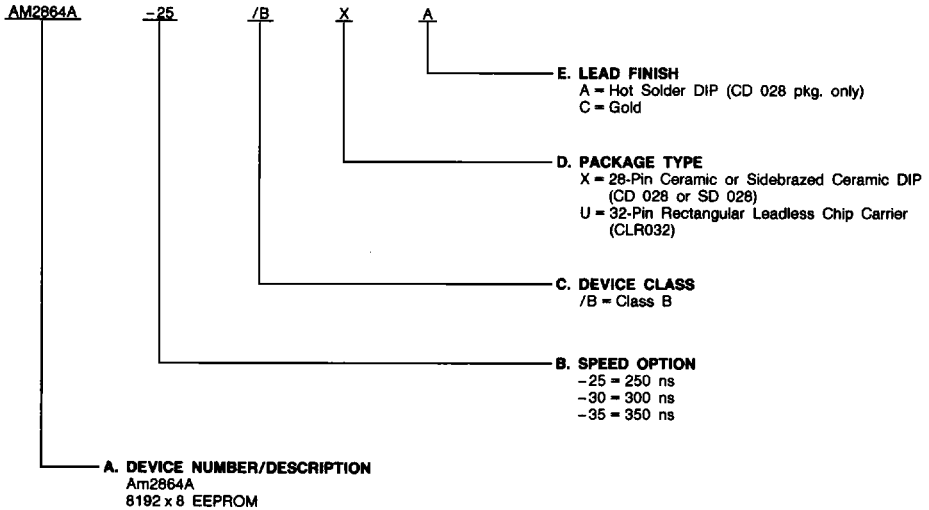 AM2864A -25 /B X A
E. LEAD FINISH
A = Hot Solder DIP (CD 028 pkg. only)
C = Gold
D. PACKAGE TYPE
X = 28-Pin Ceramic or Sidebrazed Ceramic DIP
(CD 028 or SD 028)
U = 32-Pin Rectangular Leadless Chip Carrier
(CLR032)
C. DEVICE CLASS
/B = Class B
B. SPEED OPTION
-25 = 250 ns
-30 = 300 ns
-35 = 350 ns
A. DEVICE NUMBER/DESCRIPTION
Am2864A
8192 x 8 EEPROM